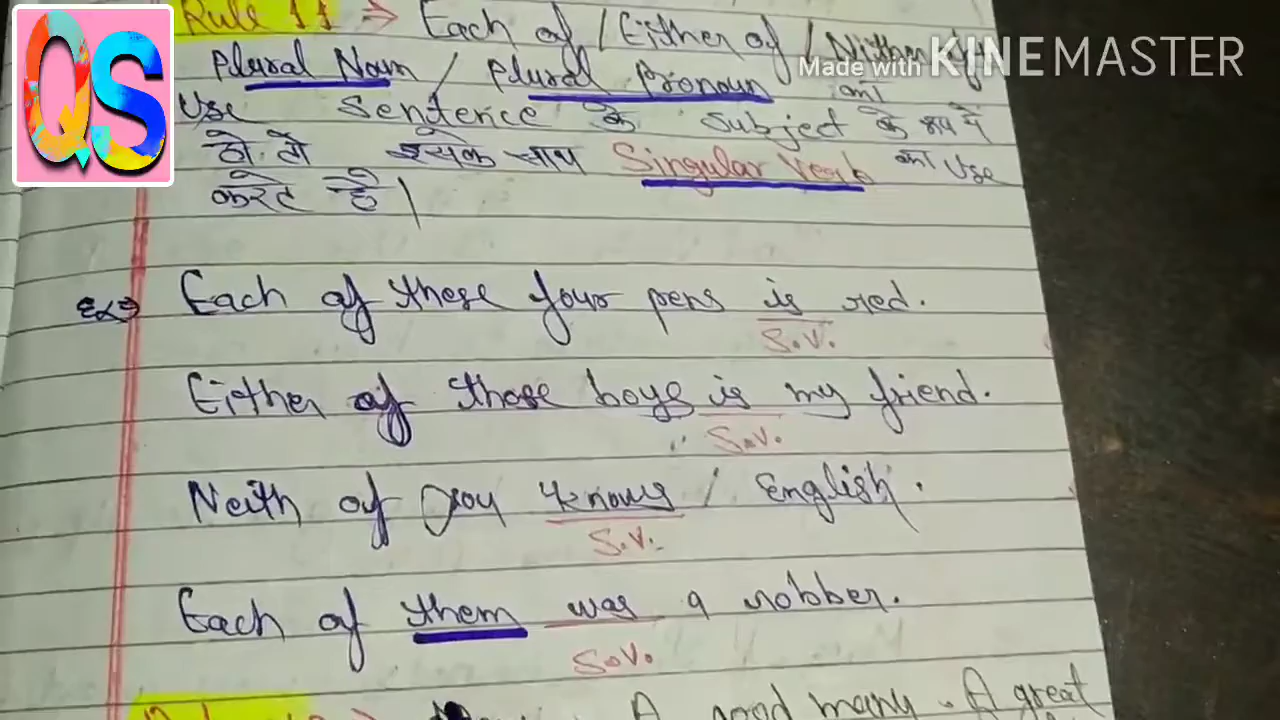 QS
Rule 11 ⇒ Each of / Either of / Nither of
Made with KINEMASTER
Plural Noun / Plural Pronoun का
Use Sentence के Subject के रूप में
हो तो इसके साथ Singular Verb का Use
करते है।
Ex⇒ Each of these four pens is red.
S.V.
Either of those boys is my friend.
S.V.
Neith of you knows / English.
S.V.
Each of them was a robber.
S.V.
A good many, A great